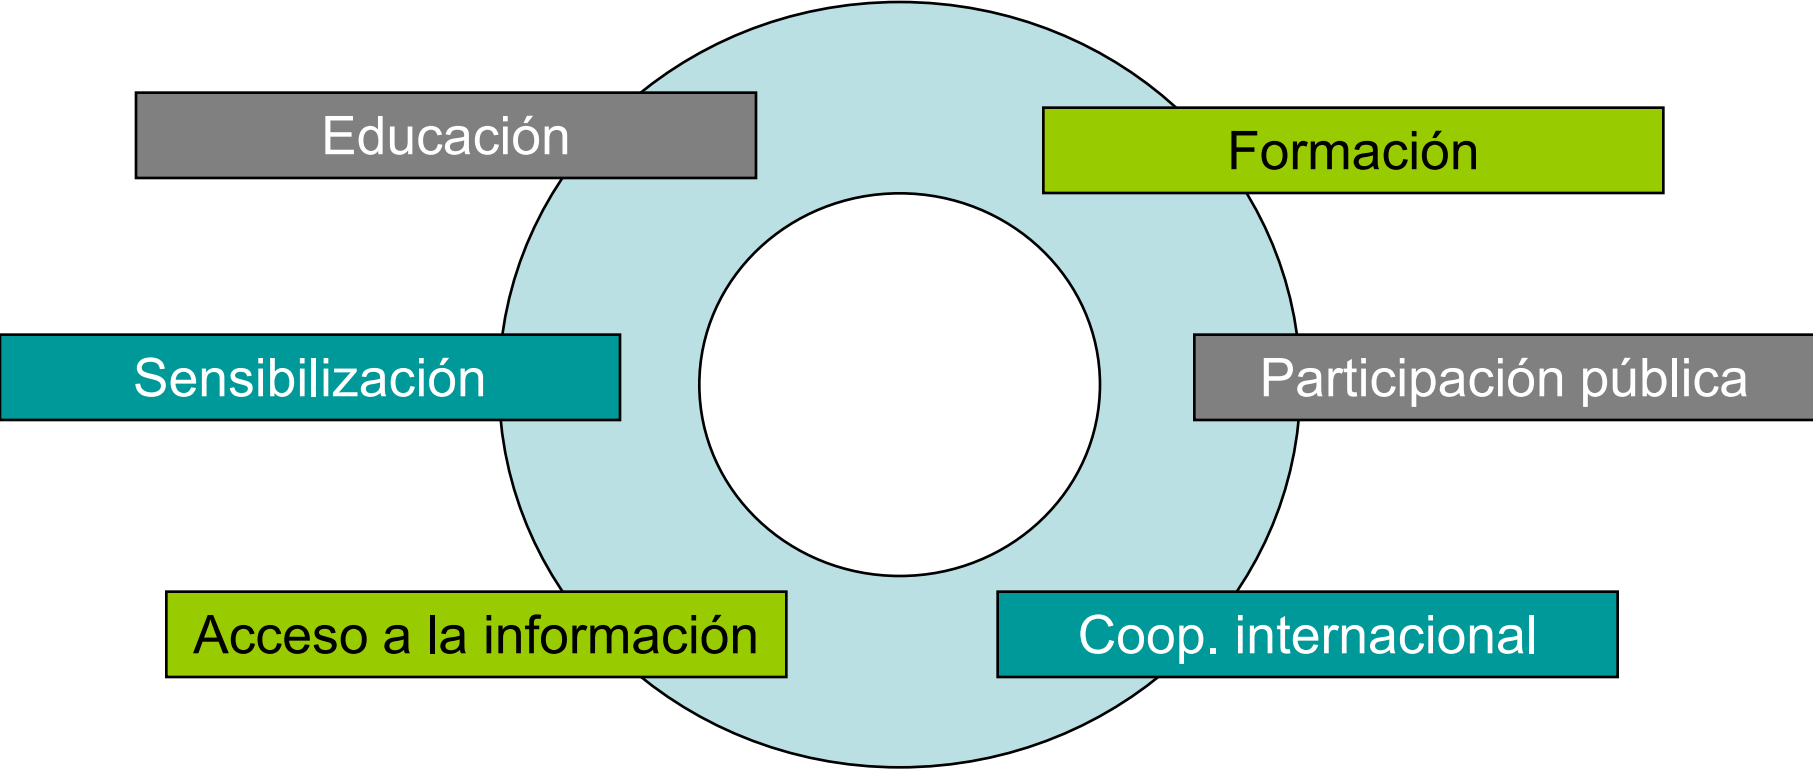 Educación
Formación
Sensibilización
Participación pública
Acceso a la información
Coop. internacional